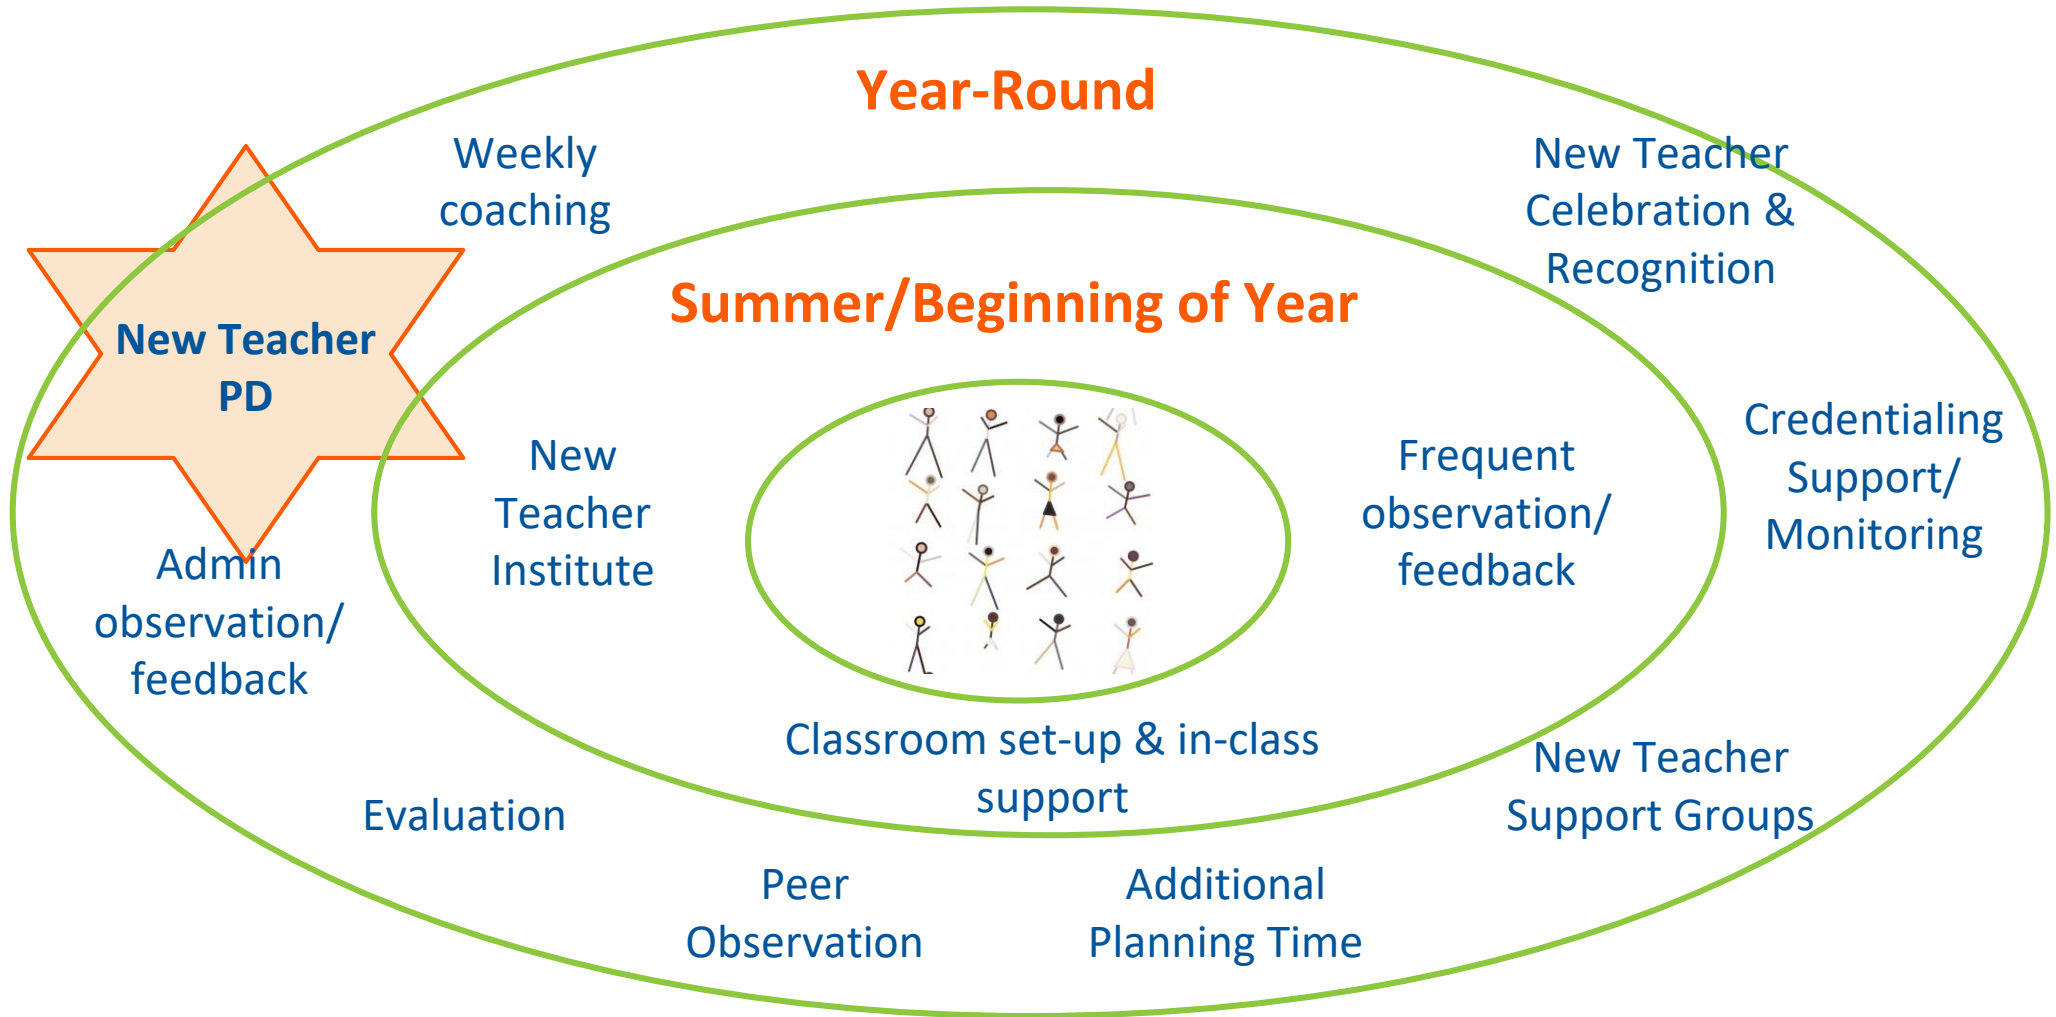 Year-Round
Weekly
coaching
New Teacher
Celebration &
Recognition
Summer/Beginning of Year
New Teacher
PD
New
Teacher
Institute
Frequent
observation/
feedback
Credentialing
Support/
Monitoring
Admin
observation/
feedback
Classroom set-up & in-class
support
New Teacher
Support Groups
Evaluation
Peer
Observation
Additional
Planning Time